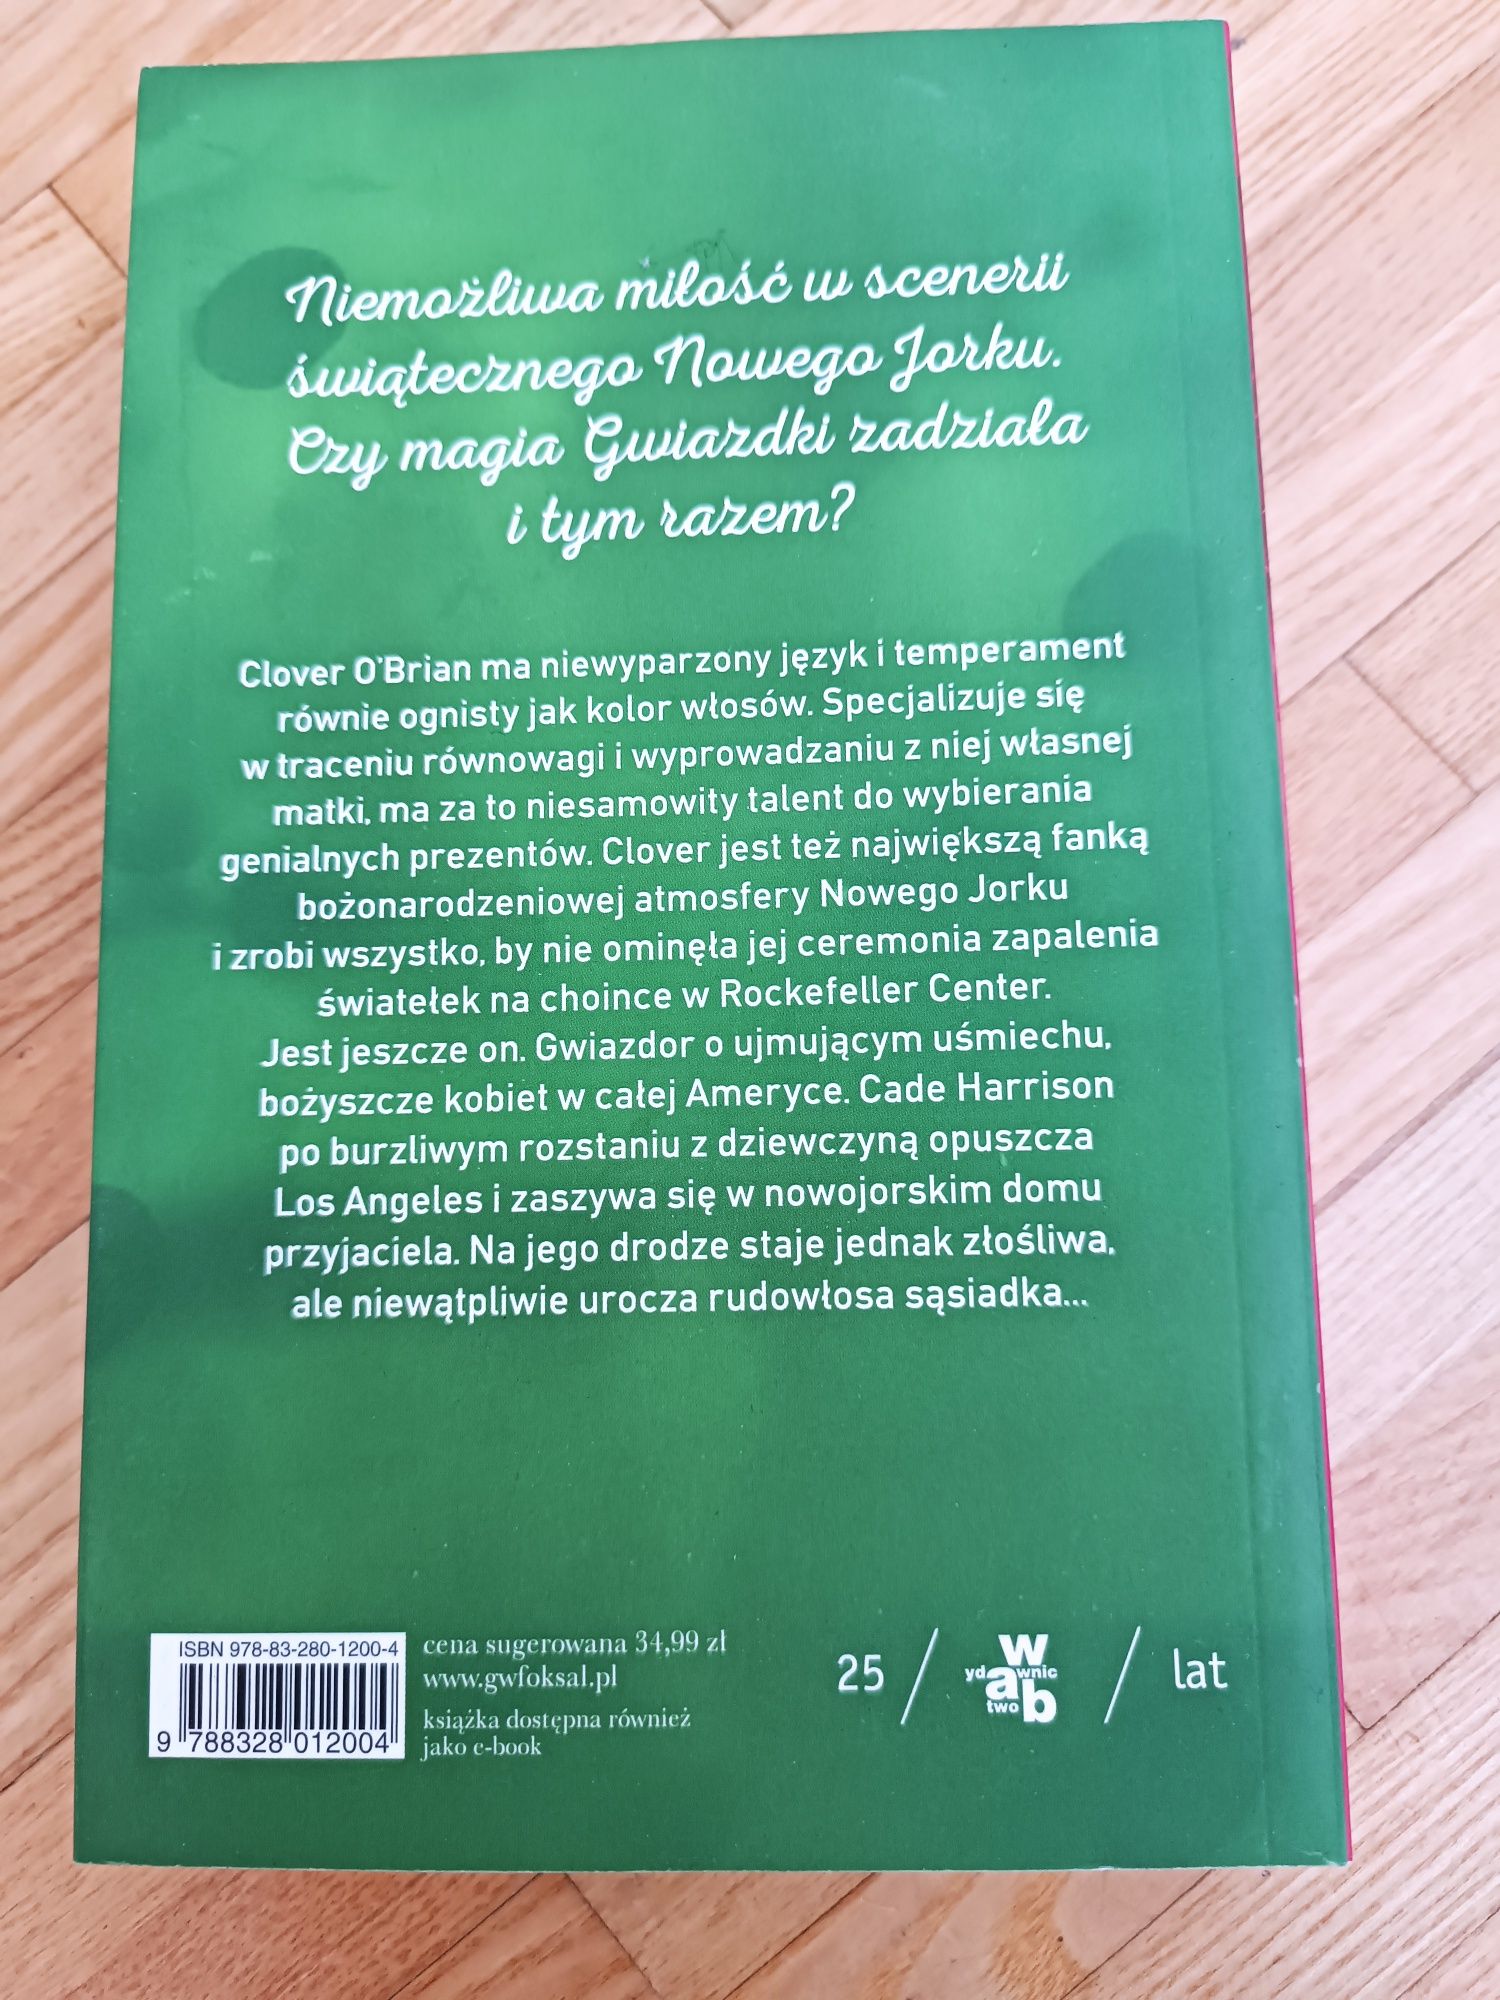 Niemożliwa miłość w scenerii
świątecznego Nowego Jorku.
Czy magia Gwiazdki zadziała
i tym razem?
Clover O'Brian ma niewyparzony język i temperament
równie ognisty jak kolor włosów. Specjalizuje się
w traceniu równowagi i wyprowadzaniu z niej własnej
matki, ma za to niesamowity talent do wybierania
genialnych prezentów. Clover jest też największą fanką
bożonarodzeniowej atmosfery Nowego Jorku
i zrobi wszystko, by nie ominęła jej ceremonia zapalenia
światełek na choince w Rockefeller Center.
Jest jeszcze on. Gwiazdor o ujmującym uśmiechu,
bożyszcze kobiet w całej Ameryce. Cade Harrison
po burzliwym rozstaniu z dziewczyną opuszcza
Los Angeles i zaszywa się w nowojorskim domu
przyjaciela. Na jego drodze staje jednak złośliwa,
ale niewątpliwie urocza rudowłosa sąsiadka...
ISBN 978-83-280-1200-4
9 788328 012004
cena sugerowana 34,99 zł
www.gwfoksal.pl
książka dostępna również
jako e-book
25 / wydawnictwo wab / lat